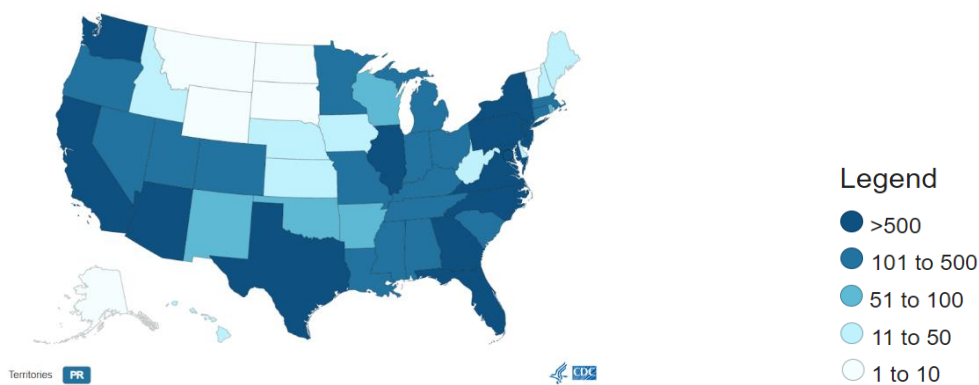 Legend
>500
101 to 500
51 to 100
11 to 50
1 to 10
Territories PR
CDC